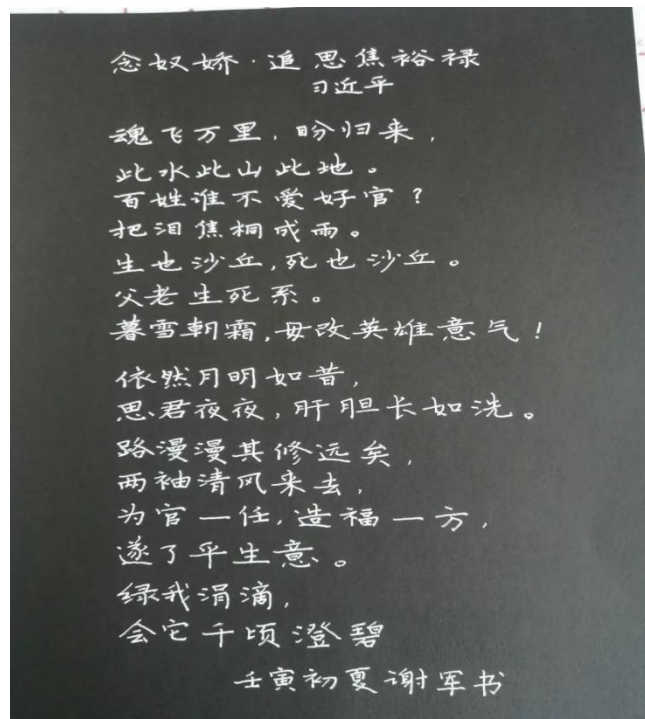 念奴娇·追思焦裕禄
习近平
魂飞万里,盼归来,
此水此山此地。
百姓谁不爱好官?
把泪焦桐成雨。
生也沙丘,死也沙丘。
父老生死系。
暮雪朝霜,毋改英雄意气!
依然月明如昔,
思君夜夜,肝胆长如洗。
路漫漫其修远矣,
两袖清风来去,
为官一任,造福一方,
遂了平生意。
绿我涓滴,
会它千顷澄碧
壬寅初夏谢军书